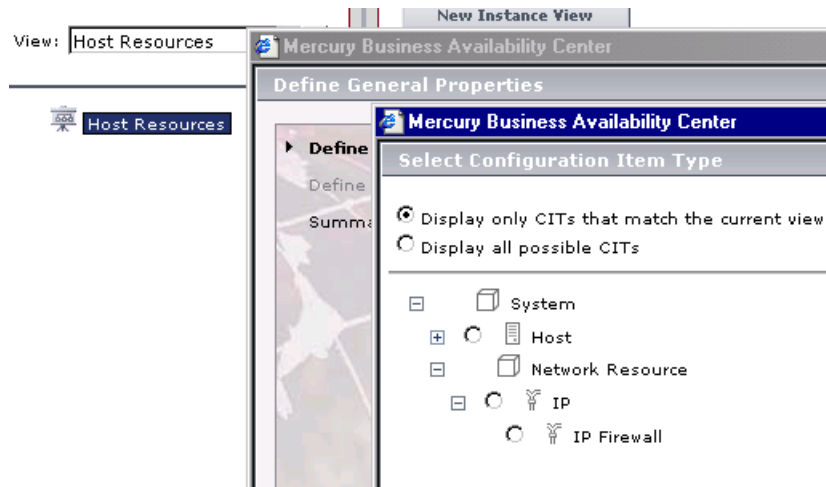 New Instance View
View: Host Resources
Mercury Business Availability Center
Define General Properties
Host Resources
Mercury Business Availability Center
Define
Select Configuration Item Type
Define
Summa
Display only CITs that match the current view
Display all possible CITs
System
Host
Network Resource
IP
IP Firewall